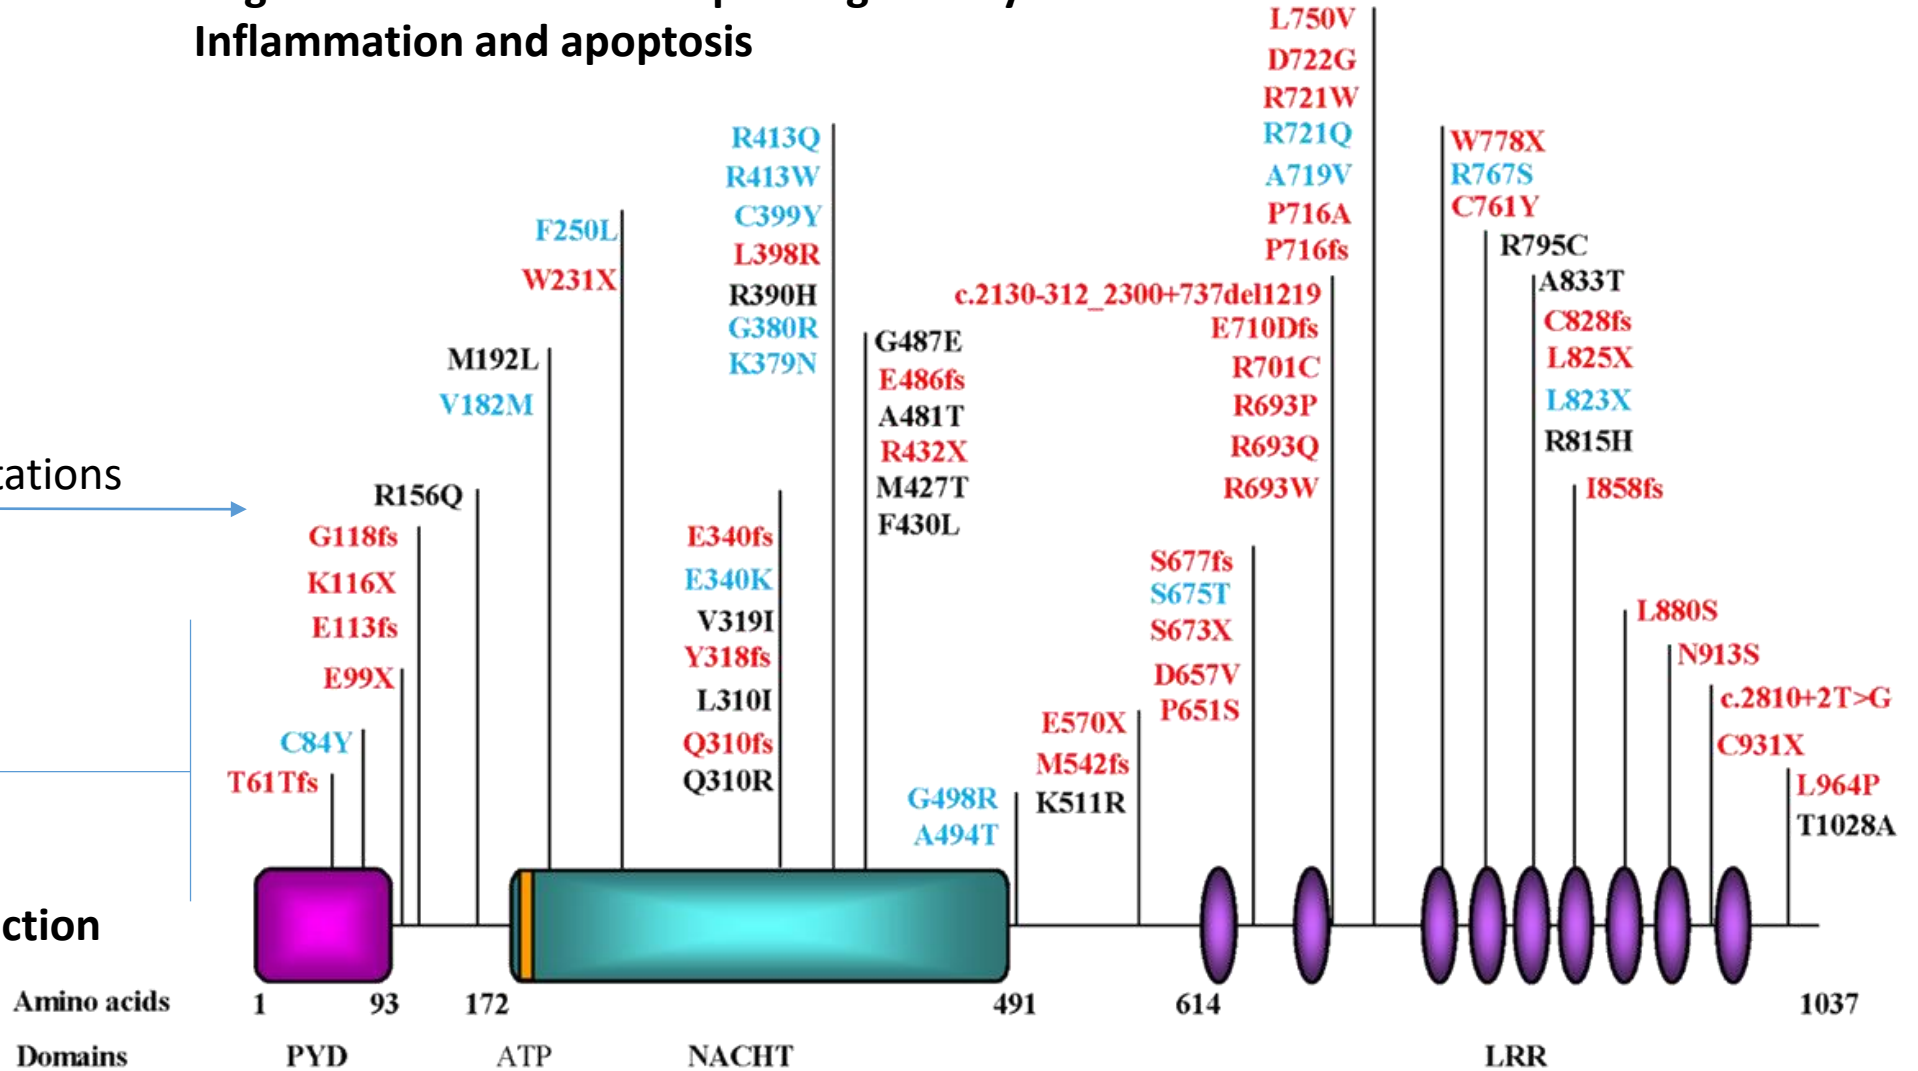 Inflammation and apoptosis
L750V
D722G
R721W
R721Q
A719V
P716A
P716fs
R413Q
R413W
C399Y
L398R
R390H
G380R
K379N
W778X
R767S
C761Y
F250L
W231X
R795C
A833T
C828fs
L825X
L823X
R815H
c.2130-312_2300+737del1219
E710Dfs
R701C
R693P
R693Q
R693W
G487E
E486fs
A481T
R432X
M427T
F430L
M192L
V182M
tations
R156Q
I858fs
G118fs
K116X
E113fs
E99X
E340fs
E340K
V319I
Y318fs
L310I
Q310fs
Q310R
S677fs
S675T
S673X
D657V
P651S
L880S
N913S
c.2810+2T>G
C931X
C84Y
T61Tfs
E570X
M542fs
K511R
G498R
A494T
L964P
T1028A
ction
Amino acids 1 93 172 491 614 1037
Domains PYD ATP NACHT LRR